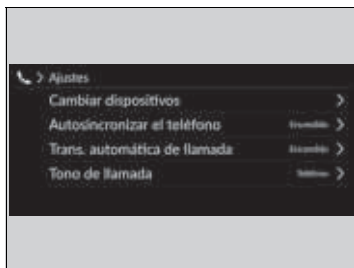 > Ajustes
Cambiar dispositivos >
Autosincronizar el teléfono >
Trans. automática de llamada >
Tono de llamada >